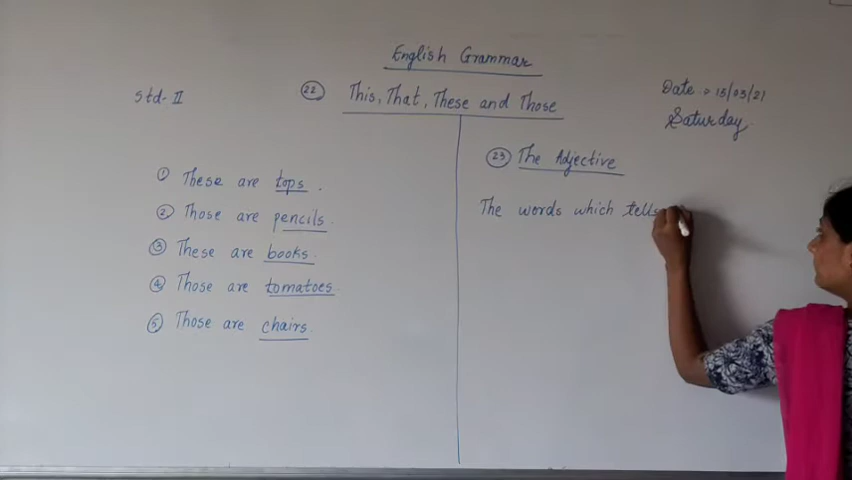 English Grammar
Std- II
22 This, That, These and Those
Date :- 13/03/21
Saturday.
1 These are tops.
2 Those are pencils.
3 These are books.
4 Those are tomatoes.
5 Those are chairs.
23 The Adjective
The words which tells